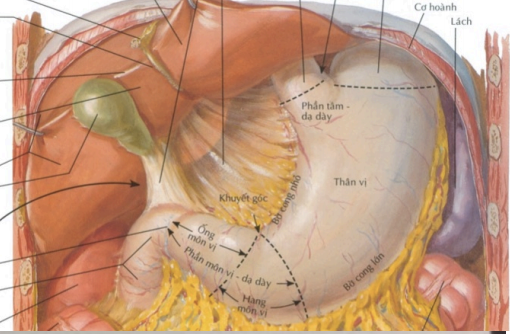 Cơ hoành
Lách
Phần tâm -
dạ dày
Thân vị
Khuyết góc
Bờ cong nhỏ
Ống
môn vị
Phần môn vị - dạ dày
Hang
môn vị
Bờ cong lớn